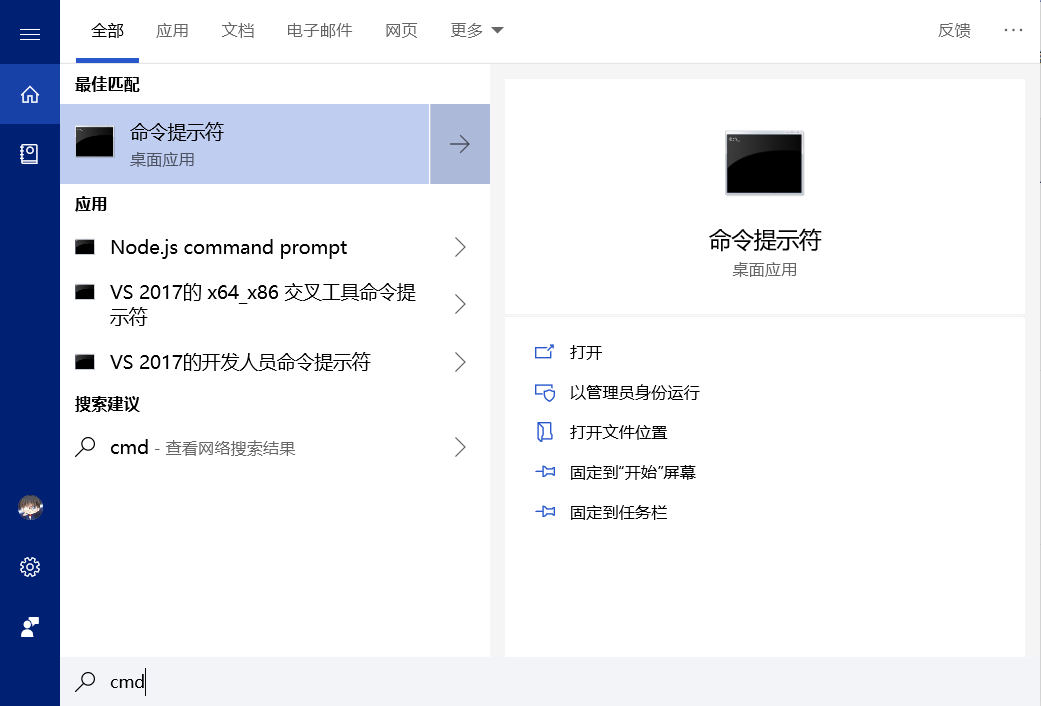 全部 应用 文档 电子邮件 网页 更多 反馈 ···
最佳匹配
命令提示符
桌面应用
应用
Node.js command prompt
VS 2017的 x64_x86 交叉工具命令提
示符
VS 2017的开发人员命令提示符
搜索建议
cmd - 查看网络搜索结果
命令提示符
桌面应用
打开
以管理员身份运行
打开文件位置
固定到“开始”屏幕
固定到任务栏
cmd